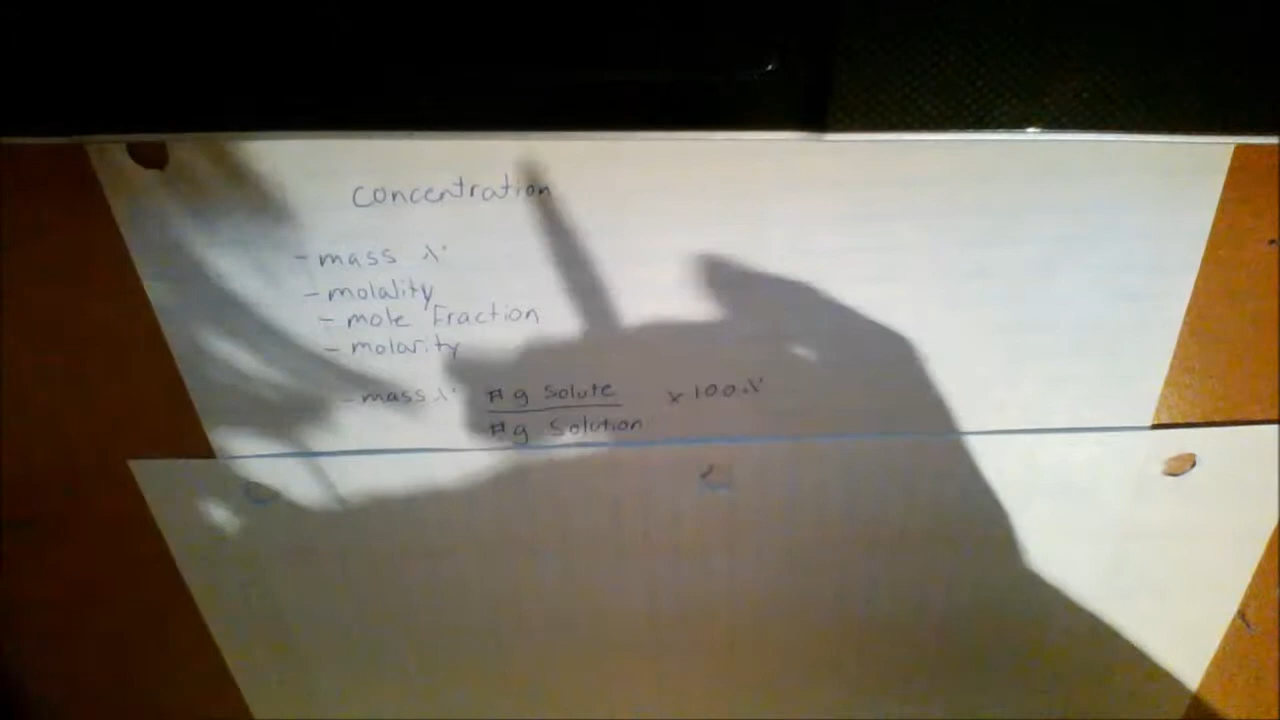 concentration
- mass %
- molality
- mole Fraction
- molarity
- mass % # g Solute × 100%
# g Solution